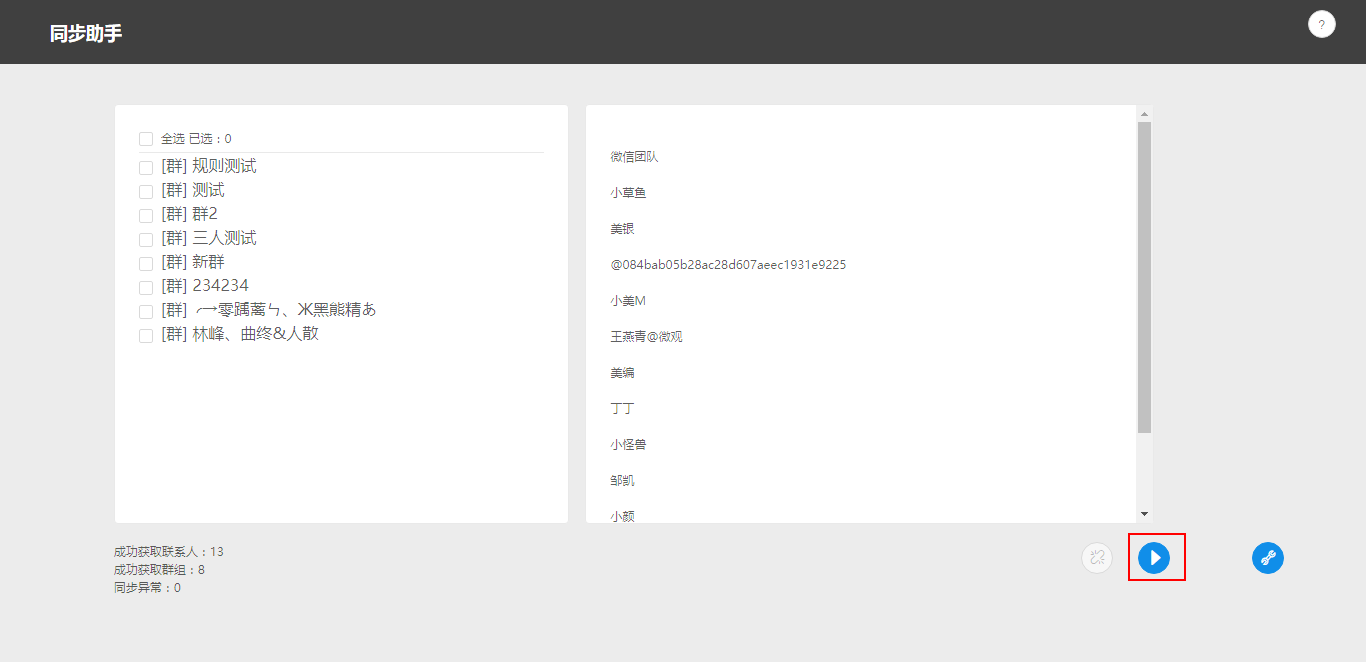 同步助手
?
全选 已选：0
[群] 规则测试
[群] 测试
[群] 群2
[群] 三人测试
[群] 新群
[群] 234234
[群] ︹零踽蓠ㄣ、Ж黑熊精あ
[群] 林峰、曲终&人散
微信团队
小草鱼
美银
@084bab05b28ac28d607aeec1931e9225
小美M
王燕青@微观
美编
丁丁
小怪兽
邹凯
小颜
成功获取联系人：13
成功获取群组：8
同步异常：0